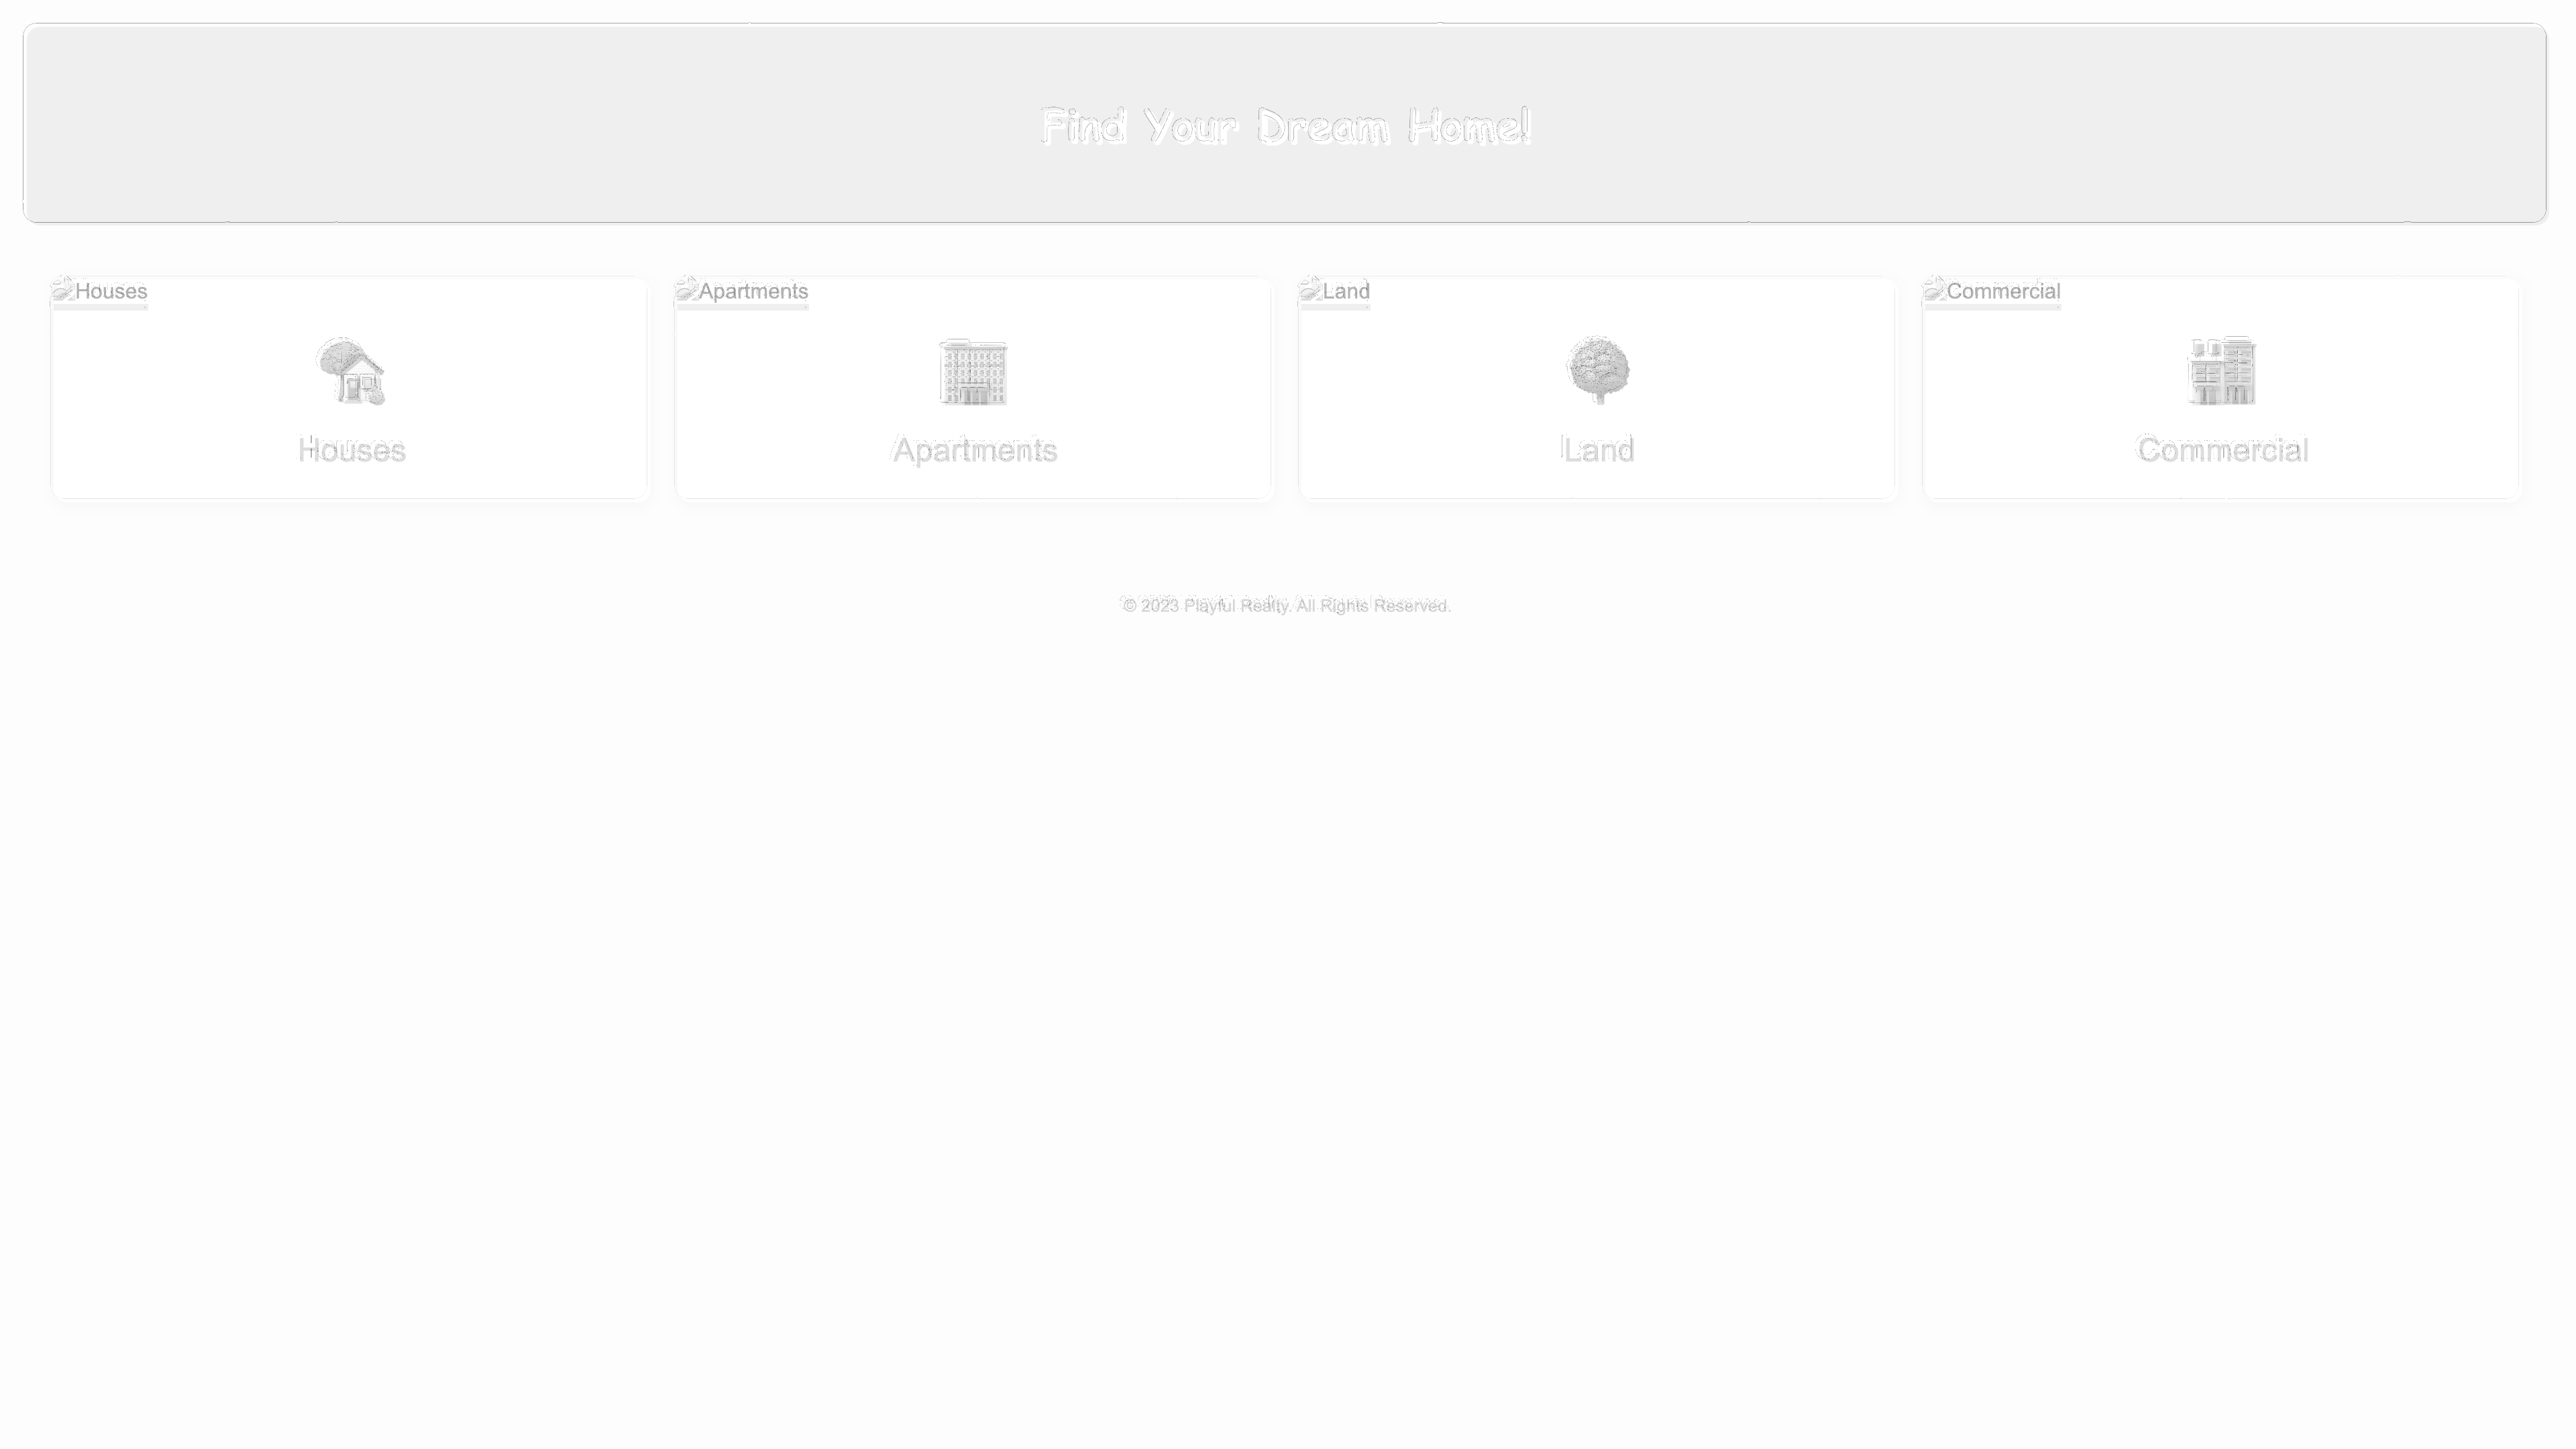 Find Your Dream Home!
Houses
Apartments
Land
Commercial
Houses
Apartments
Land
Commercial
© 2023 Playful Realty. All Rights Reserved.